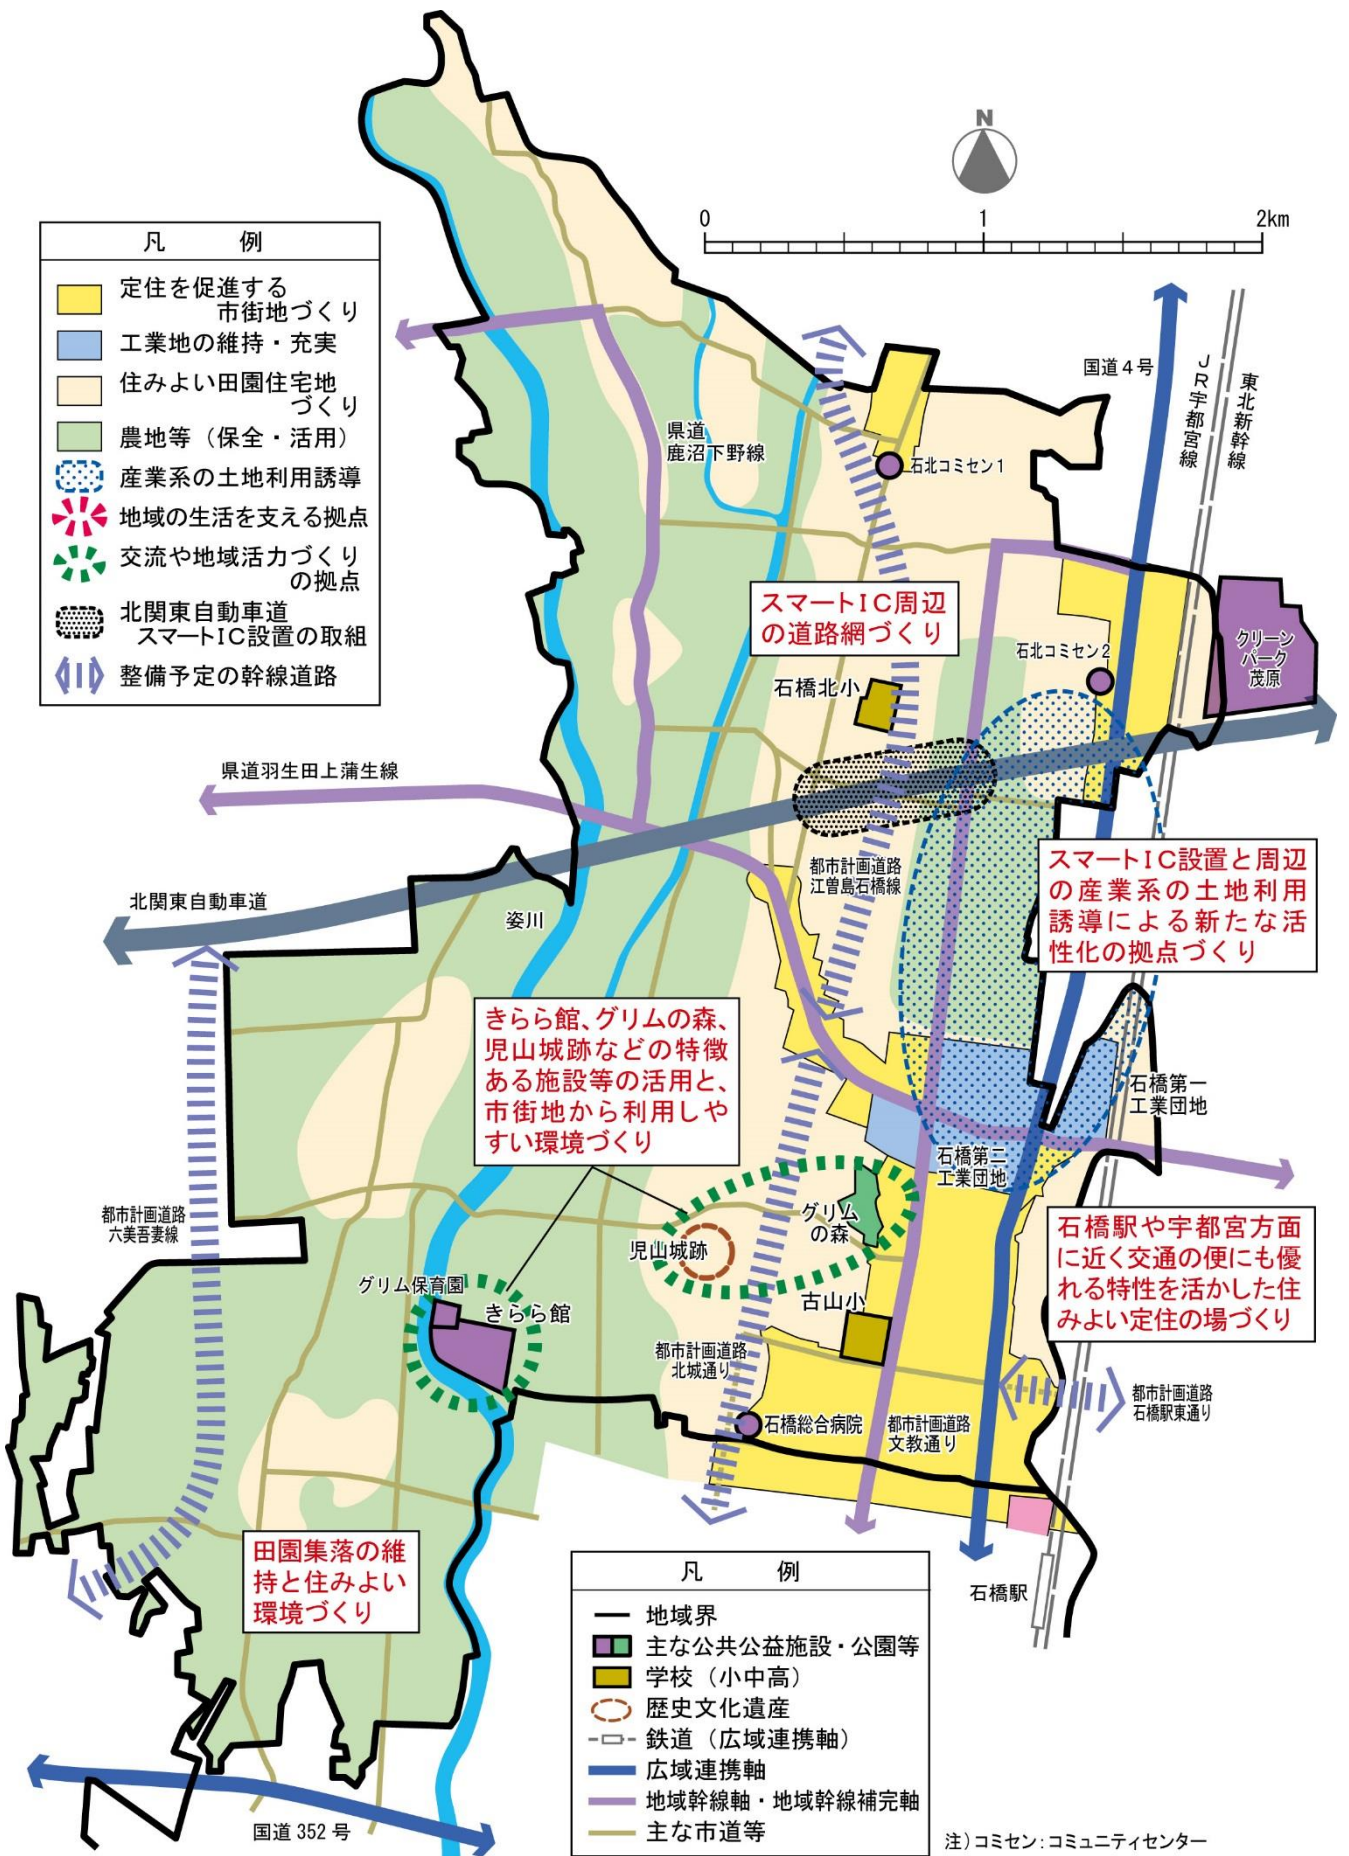 N
0 1 2km
凡 例
定住を促進する
市街地づくり
工業地の維持・充実
住みよい田園住宅地
づくり
農地等（保全・活用）
産業系の土地利用誘導
地域の生活を支える拠点
交流や地域活力づくり
の拠点
北関東自動車道
スマートIC設置の取組
整備予定の幹線道路
国道4号
JR宇都宮線
東北新幹線
県道
鹿沼下野線
石北コミセン1
スマートIC周辺
の道路網づくり
石北コミセン2
クリーン
パーク
茂原
石橋北小
県道羽生田上蒲生線
都市計画道路
江曽島石橋線
スマートIC設置と周辺
の産業系の土地利用
誘導による新たな活
性化の拠点づくり
北関東自動車道
姿川
きらら館、グリムの森、
児山城跡などの特徴
ある施設等の活用と、
市街地から利用しや
すい環境づくり
石橋第一
工業団地
石橋第二
工業団地
都市計画道路
六美吾妻線
グリム
の森
児山城跡
石橋駅や宇都宮方面
に近く交通の便にも優
れる特性を活かした住
みよい定住の場づくり
グリム保育園
きらら館
古山小
都市計画道路
北城通り
都市計画道路
石橋駅東通り
石橋総合病院
都市計画道路
文教通り
田園集落の維
持と住みよい
環境づくり
石橋駅
凡 例
地域界
主な公共公益施設・公園等
学校（小中高）
歴史文化遺産
鉄道（広域連携軸）
広域連携軸
地域幹線軸・地域幹線補完軸
主な市道等
国道352号
注）コミセン：コミュニティセンター